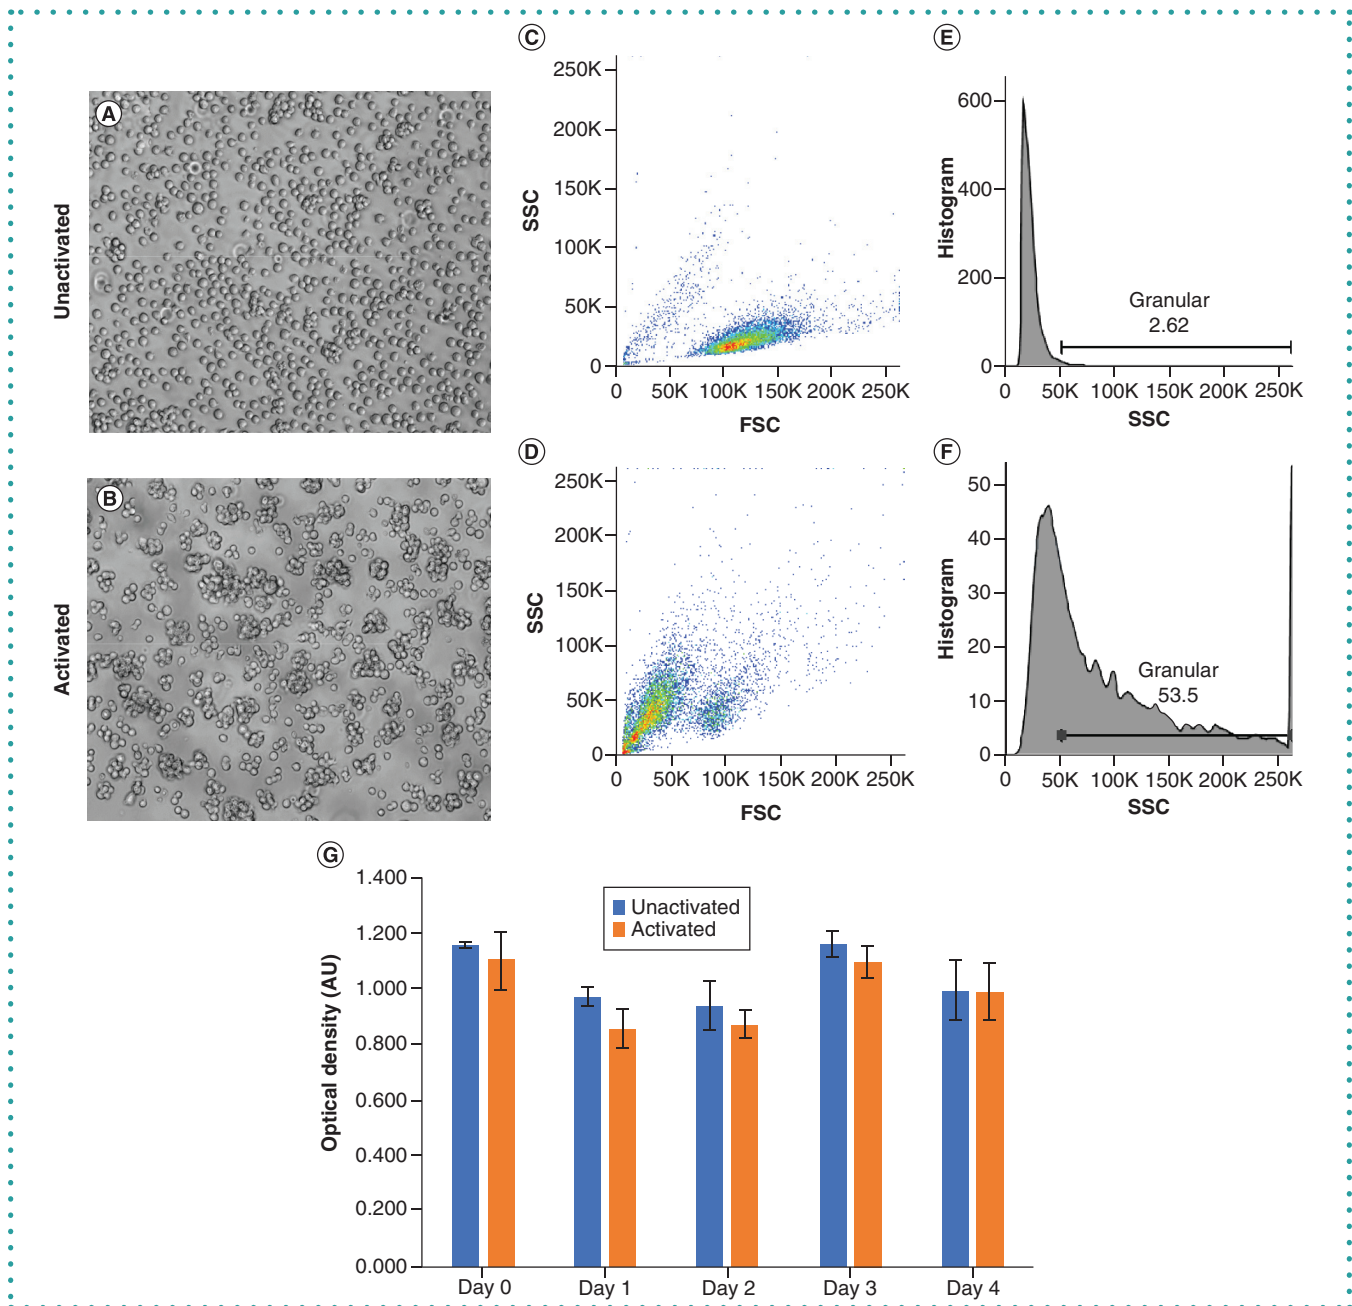 Unactivated
A
C
250K
200K
150K
100K
50K
0
SSC
0 50K 100K 150K 200K 250K
FSC
E
600
400
200
0
Histogram
Granular
2.62
0 50K 100K 150K 200K 250K
SSC
Activated
B
D
250K
200K
150K
100K
50K
0
SSC
0 50K 100K 150K 200K 250K
FSC
F
50
40
30
20
10
0
Histogram
Granular
53.5
0 50K 100K 150K 200K 250K
SSC
G
1.400
1.200
1.000
0.800
0.600
0.400
0.200
0.000
Optical density (AU)
Unactivated
Activated
Day 0 Day 1 Day 2 Day 3 Day 4